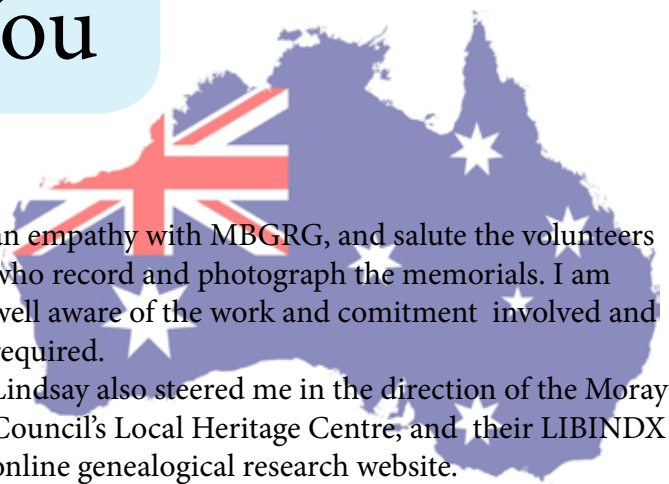 ou
an empathy with MBGRG, and salute the volunteers
who record and photograph the memorials. I am
well aware of the work and comitment  involved and
required.
Lindsay also steered me in the direction of the Moray
Council’s Local Heritage Centre, and  their LIBINDX
online genealogical research website.